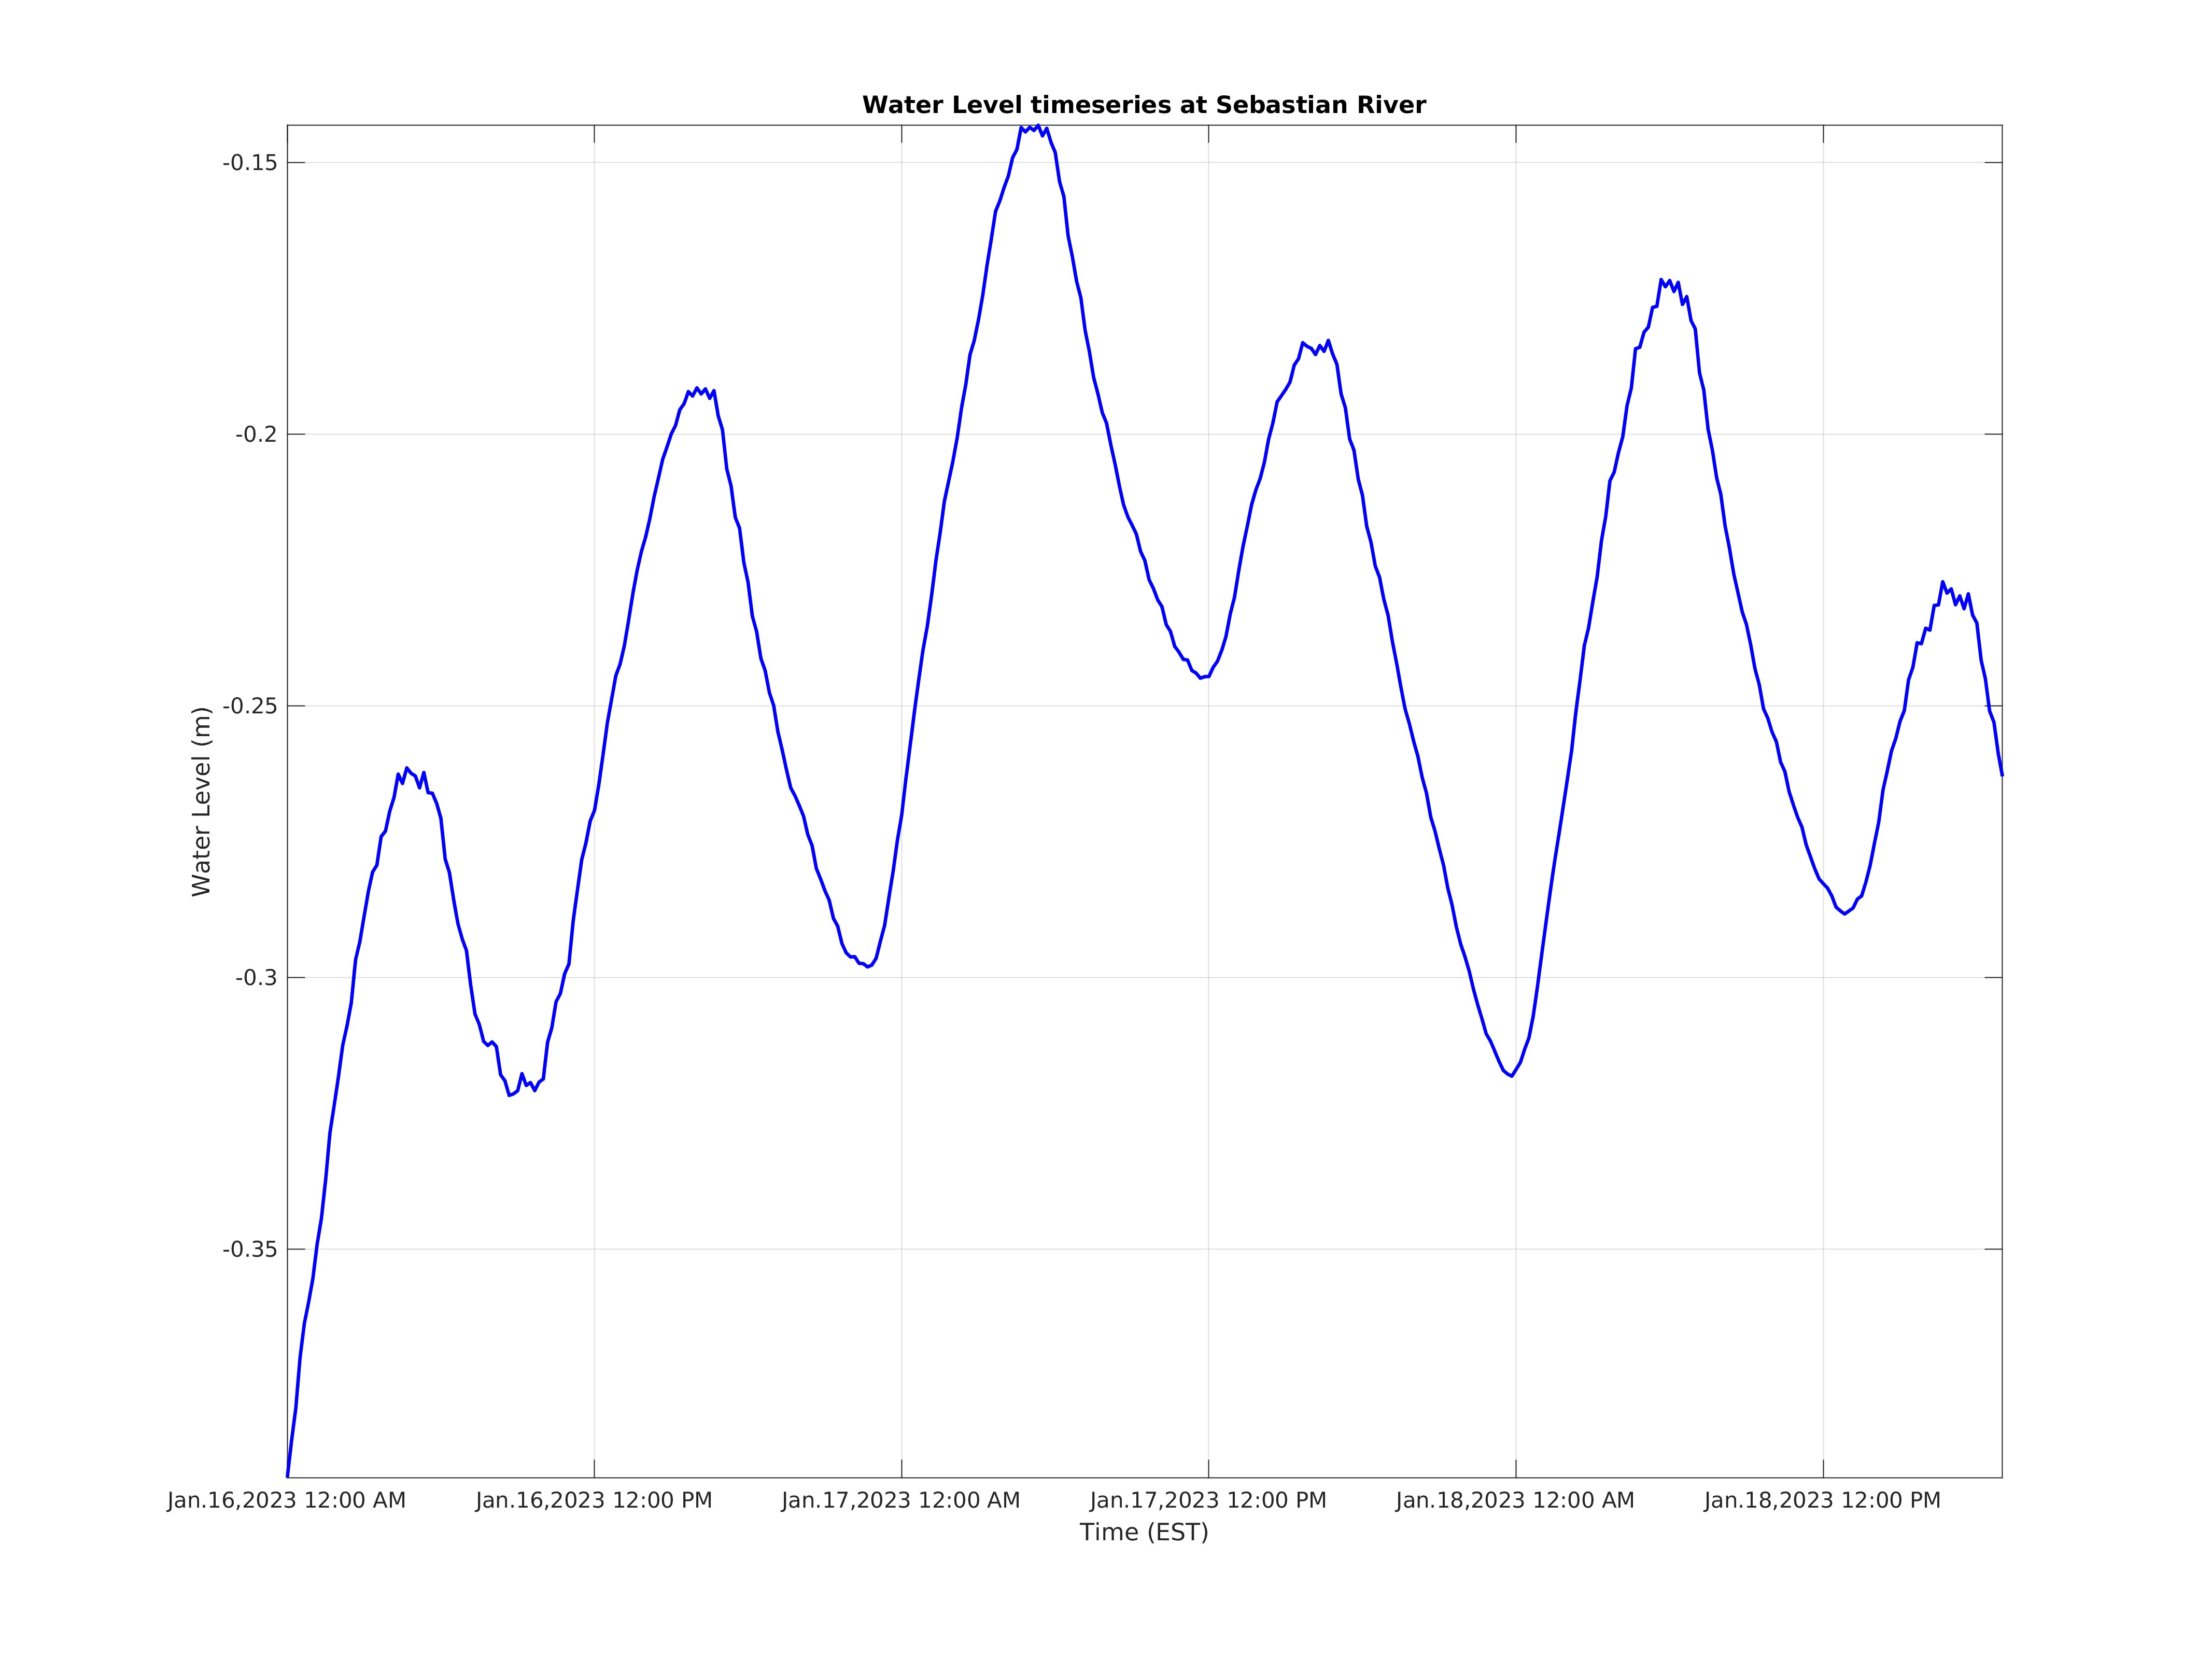 Water Level timeseries at Sebastian River
-0.15
-0.2
-0.25
-0.3
-0.35
Water Level (m)
Jan.16,2023 12:00 AM
Jan.16,2023 12:00 PM
Jan.17,2023 12:00 AM
Jan.17,2023 12:00 PM
Jan.18,2023 12:00 AM
Jan.18,2023 12:00 PM
Time (EST)